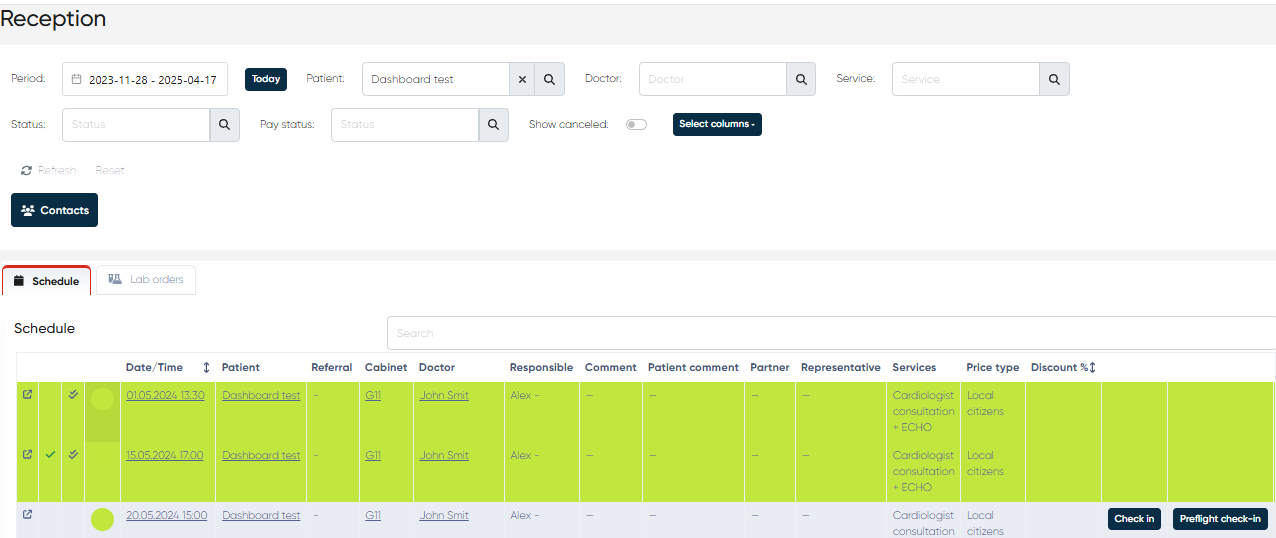 Reception
Period: 2023-11-28 - 2025-04-17 Today Patient: Dashboard test Doctor: Doctor Service: Service
Status: Status Pay status: Status Show canceled: Select columns
Refresh Reset
Contacts
Schedule Lab orders
Schedule Search
Date/Time Patient Referral Cabinet Doctor Responsible Comment Patient comment Partner Representative Services Price type Discount %
01.05.2024 13:30 Dashboard test - G11 John Smit Alex - — — — — Cardiologist Local
consultation citizens
+ ECHO
15.05.2024 17:00 Dashboard test - G11 John Smit Alex - — — — — Cardiologist Local
consultation citizens
+ ECHO
20.05.2024 15:00 Dashboard test - G11 John Smit Alex - — — — — Cardiologist Local Check in Preflight check-in
consultation citizens